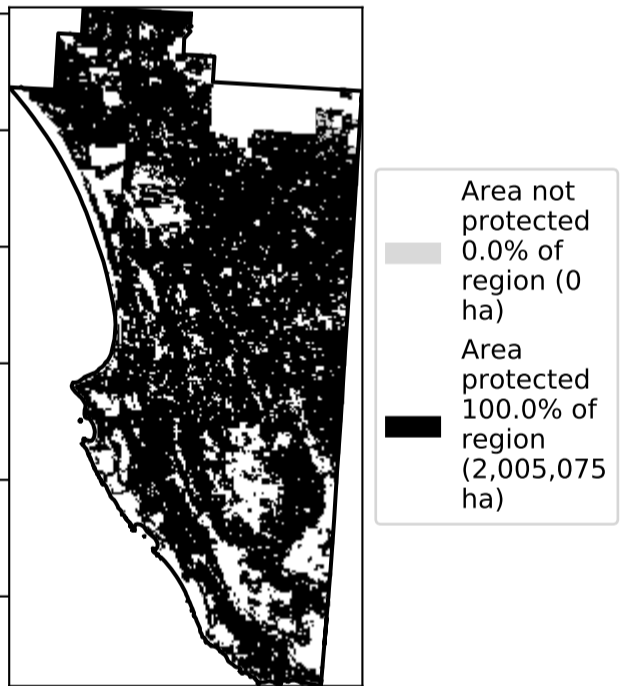 Area not
protected
0.0% of
region (0
ha)
Area
protected
100.0% of
region
(2,005,075
ha)